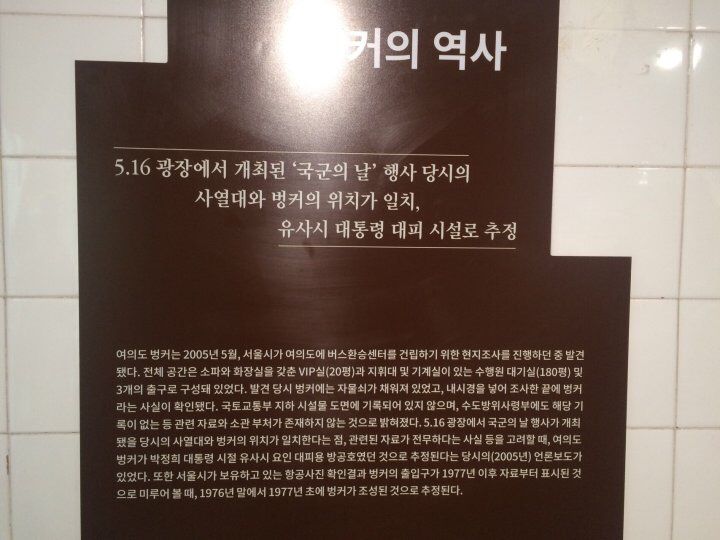 커의 역사
5.16 광장에서 개최된 ‘국군의 날’ 행사 당시의
사열대와 벙커의 위치가 일치,
유사시 대통령 대피 시설로 추정
여의도 벙커는 2005년 5월, 서울시가 여의도에 버스환승센터를 건립하기 위한 현지조사를 진행하던 중 발견
됐다. 전체 공간은 소파와 화장실을 갖춘 VIP실(20평)과 지휘대 및 기계실이 있는 수행원 대기실(180평) 및
3개의 출구로 구성돼 있었다. 발견 당시 벙커에는 자물쇠가 채워져 있었고, 내시경을 넣어 조사한 끝에 벙커
라는 사실이 확인됐다. 국토교통부 지하 시설물 도면에 기록되어 있지 않으며, 수도방위사령부에도 해당 기
록이 없는 등 관련 자료와 소관 부처가 존재하지 않는 것으로 밝혀졌다. 5.16 광장에서 국군의 날 행사가 개최
됐을 당시의 사열대와 벙커의 위치가 일치한다는 점, 관련된 자료가 전무하다는 사실 등을 고려할 때, 여의도
벙커가 박정희 대통령 시절 유사시 요인 대피용 방공호였던 것으로 추정된다는 당시의(2005년) 언론보도가
있었다. 또한 서울시가 보유하고 있는 항공사진 확인결과 벙커의 출입구가 1977년 이후 자료부터 표시된 것
으로 미루어 볼 때, 1976년 말에서 1977년 초에 벙커가 조성된 것으로 추정된다.